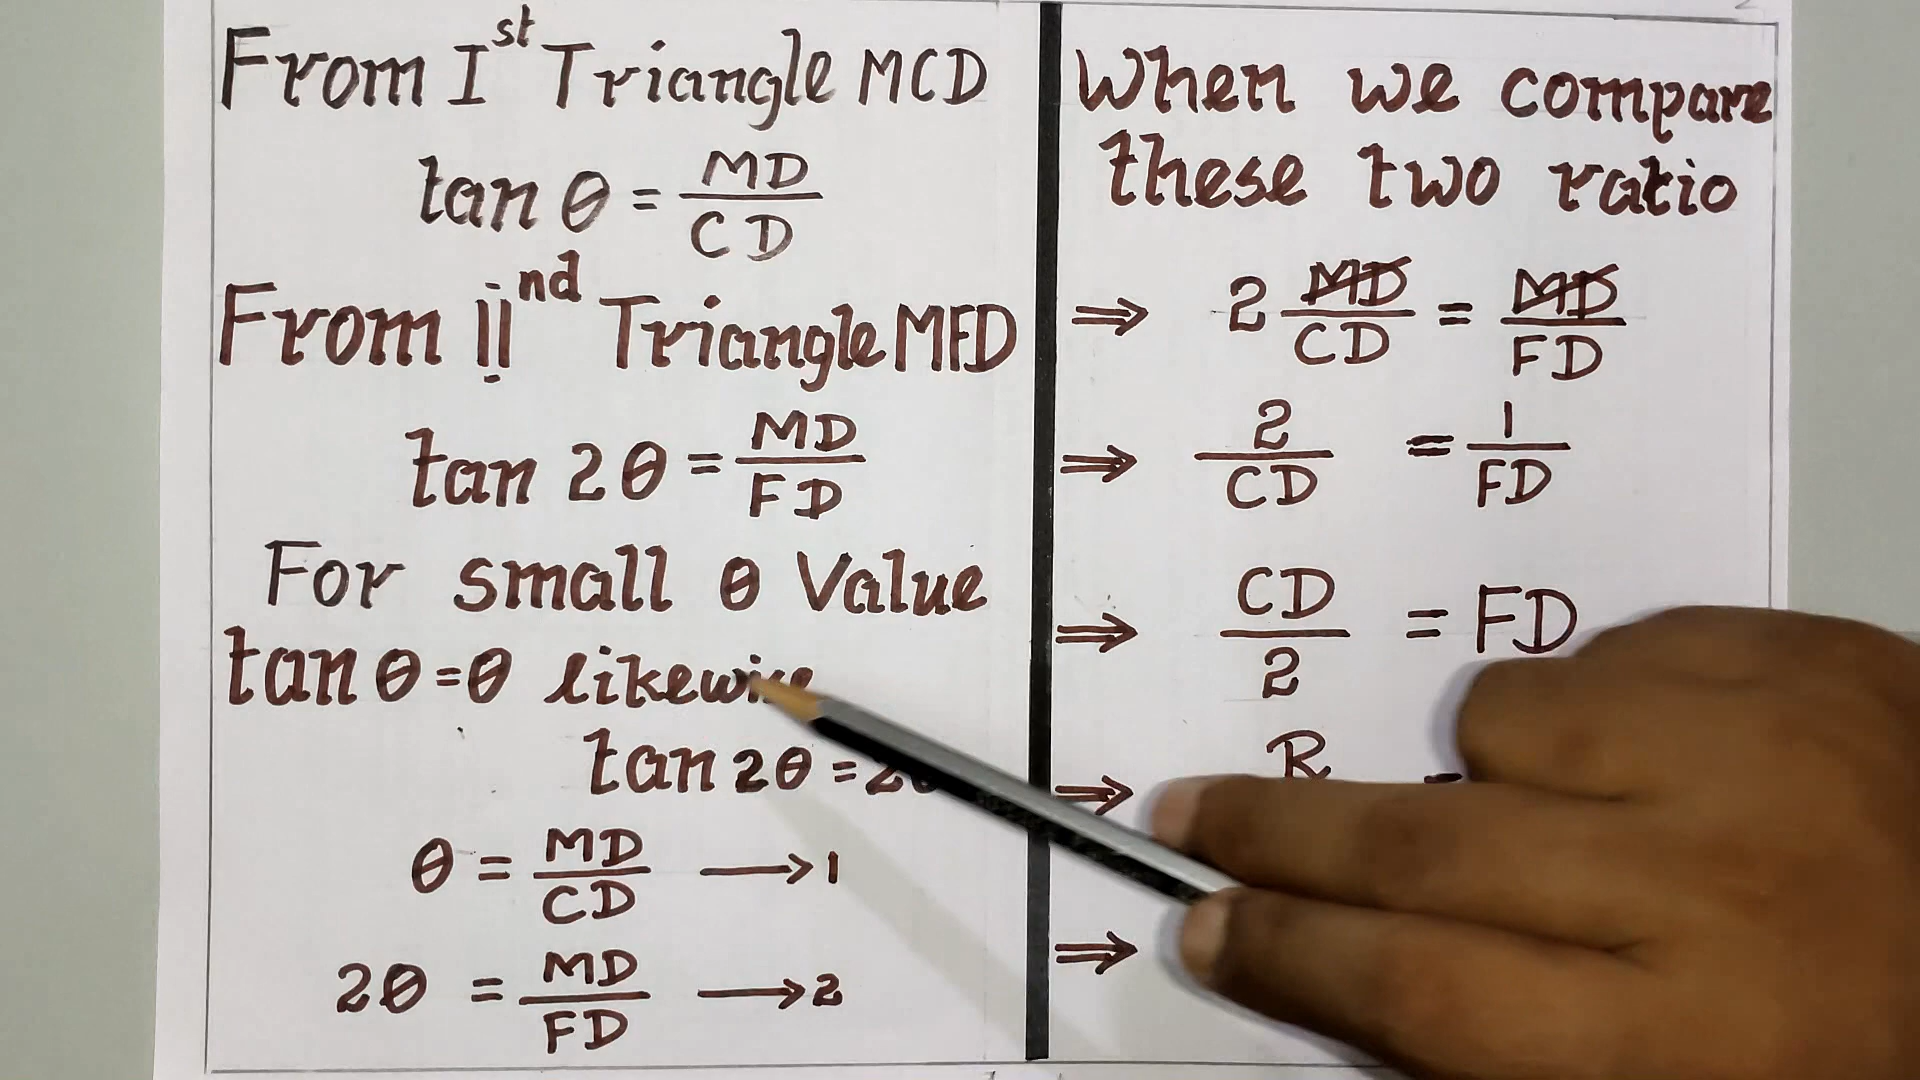 From Ist Triangle MCD
tan θ = MD/CD
From iind Triangle MFD
tan 2θ = MD/FD
For small θ Value
tan θ = θ likewise
tan 2θ =
θ = MD/CD ⟶ 1
2θ = MD/FD ⟶ 2
When we compare
these two ratio
⇒ 2 MD/CD = MD/FD
⇒ 2/CD = 1/FD
⇒ CD/2 = FD
⇒ R =
⇒